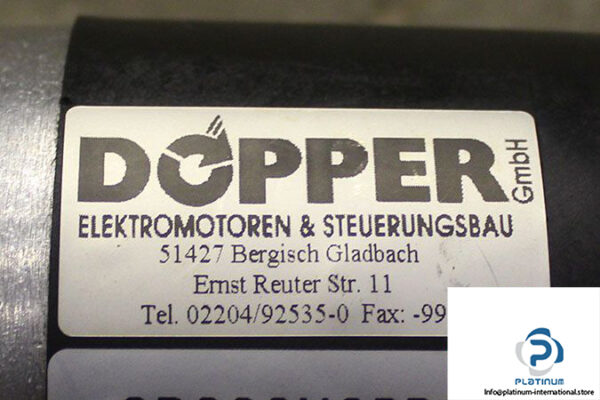 DÖPPER GmbH
ELEKTROMOTOREN & STEUERUNGSBAU
51427 Bergisch Gladbach
Ernst Reuter Str. 11
Tel. 02204/92535-0 Fax: -99
PLATINUM
Info@platinum-international.store